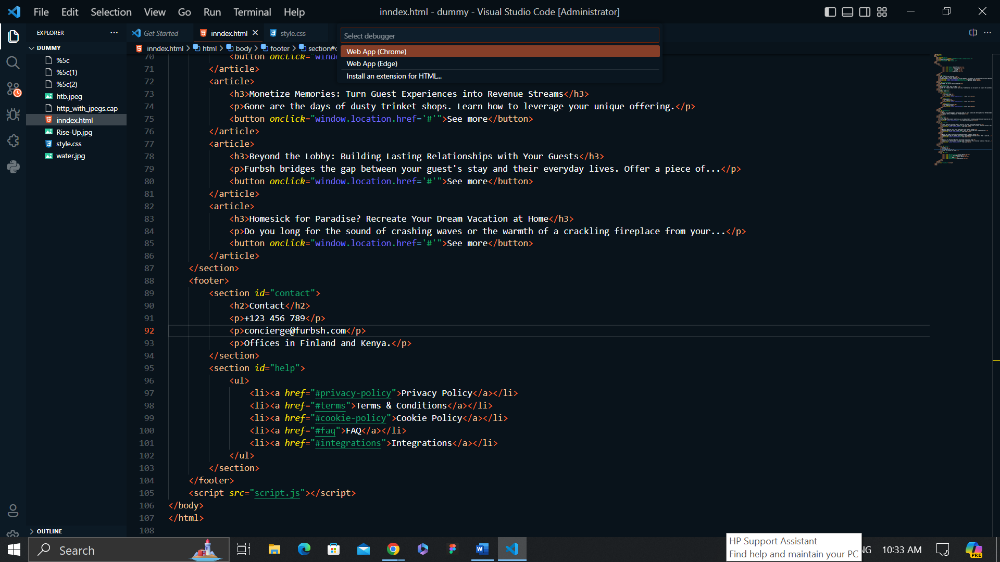 File Edit Selection View Go Run Terminal Help
inndex.html - dummy - Visual Studio Code [Administrator]
EXPLORER
Get Started
inndex.html
style.css
Select debugger
Web App (Chrome)
Web App (Edge)
Install an extension for HTML...
DUMMY
%5c
%5c(1)
%5c(2)
htb.jpeg
http_with_jpegs.cap
inndex.html
Rise-Up.jpg
style.css
water.jpg
OUTLINE
inndex.html > html > body > footer > section#c
70 <button onclick="wind
71 </article>
72 <article>
73 <h3>Monetize Memories: Turn Guest Experiences into Revenue Streams</h3>
74 <p>Gone are the days of dusty trinket shops. Learn how to leverage your unique offering.</p>
75 <button onclick="window.location.href='#'">See more</button>
76 </article>
77 <article>
78 <h3>Beyond the Lobby: Building Lasting Relationships with Your Guests</h3>
79 <p>Furbsh bridges the gap between your guest's stay and their everyday lives. Offer a piece of...</p>
80 <button onclick="window.location.href='#'">See more</button>
81 </article>
82 <article>
83 <h3>Homesick for Paradise? Recreate Your Dream Vacation at Home</h3>
84 <p>Do you long for the sound of crashing waves or the warmth of a crackling fireplace from your...</p>
85 <button onclick="window.location.href='#'">See more</button>
86 </article>
87 </section>
88 <footer>
89 <section id="contact">
90 <h2>Contact</h2>
91 <p>+123 456 789</p>
92 <p>concierge@furbsh.com</p>
93 <p>Offices in Finland and Kenya.</p>
94 </section>
95 <section id="help">
96 <ul>
97 <li><a href="#privacy-policy">Privacy Policy</a></li>
98 <li><a href="#terms">Terms & Conditions</a></li>
99 <li><a href="#cookie-policy">Cookie Policy</a></li>
100 <li><a href="#faq">FAQ</a></li>
101 <li><a href="#integrations">Integrations</a></li>
102 </ul>
103 </section>
104 </footer>
105 <script src="script.js"></script>
106 </body>
107 </html>
108
Search
HP Support Assistant
Find help and maintain your PC
NG
10:33 AM
PRE